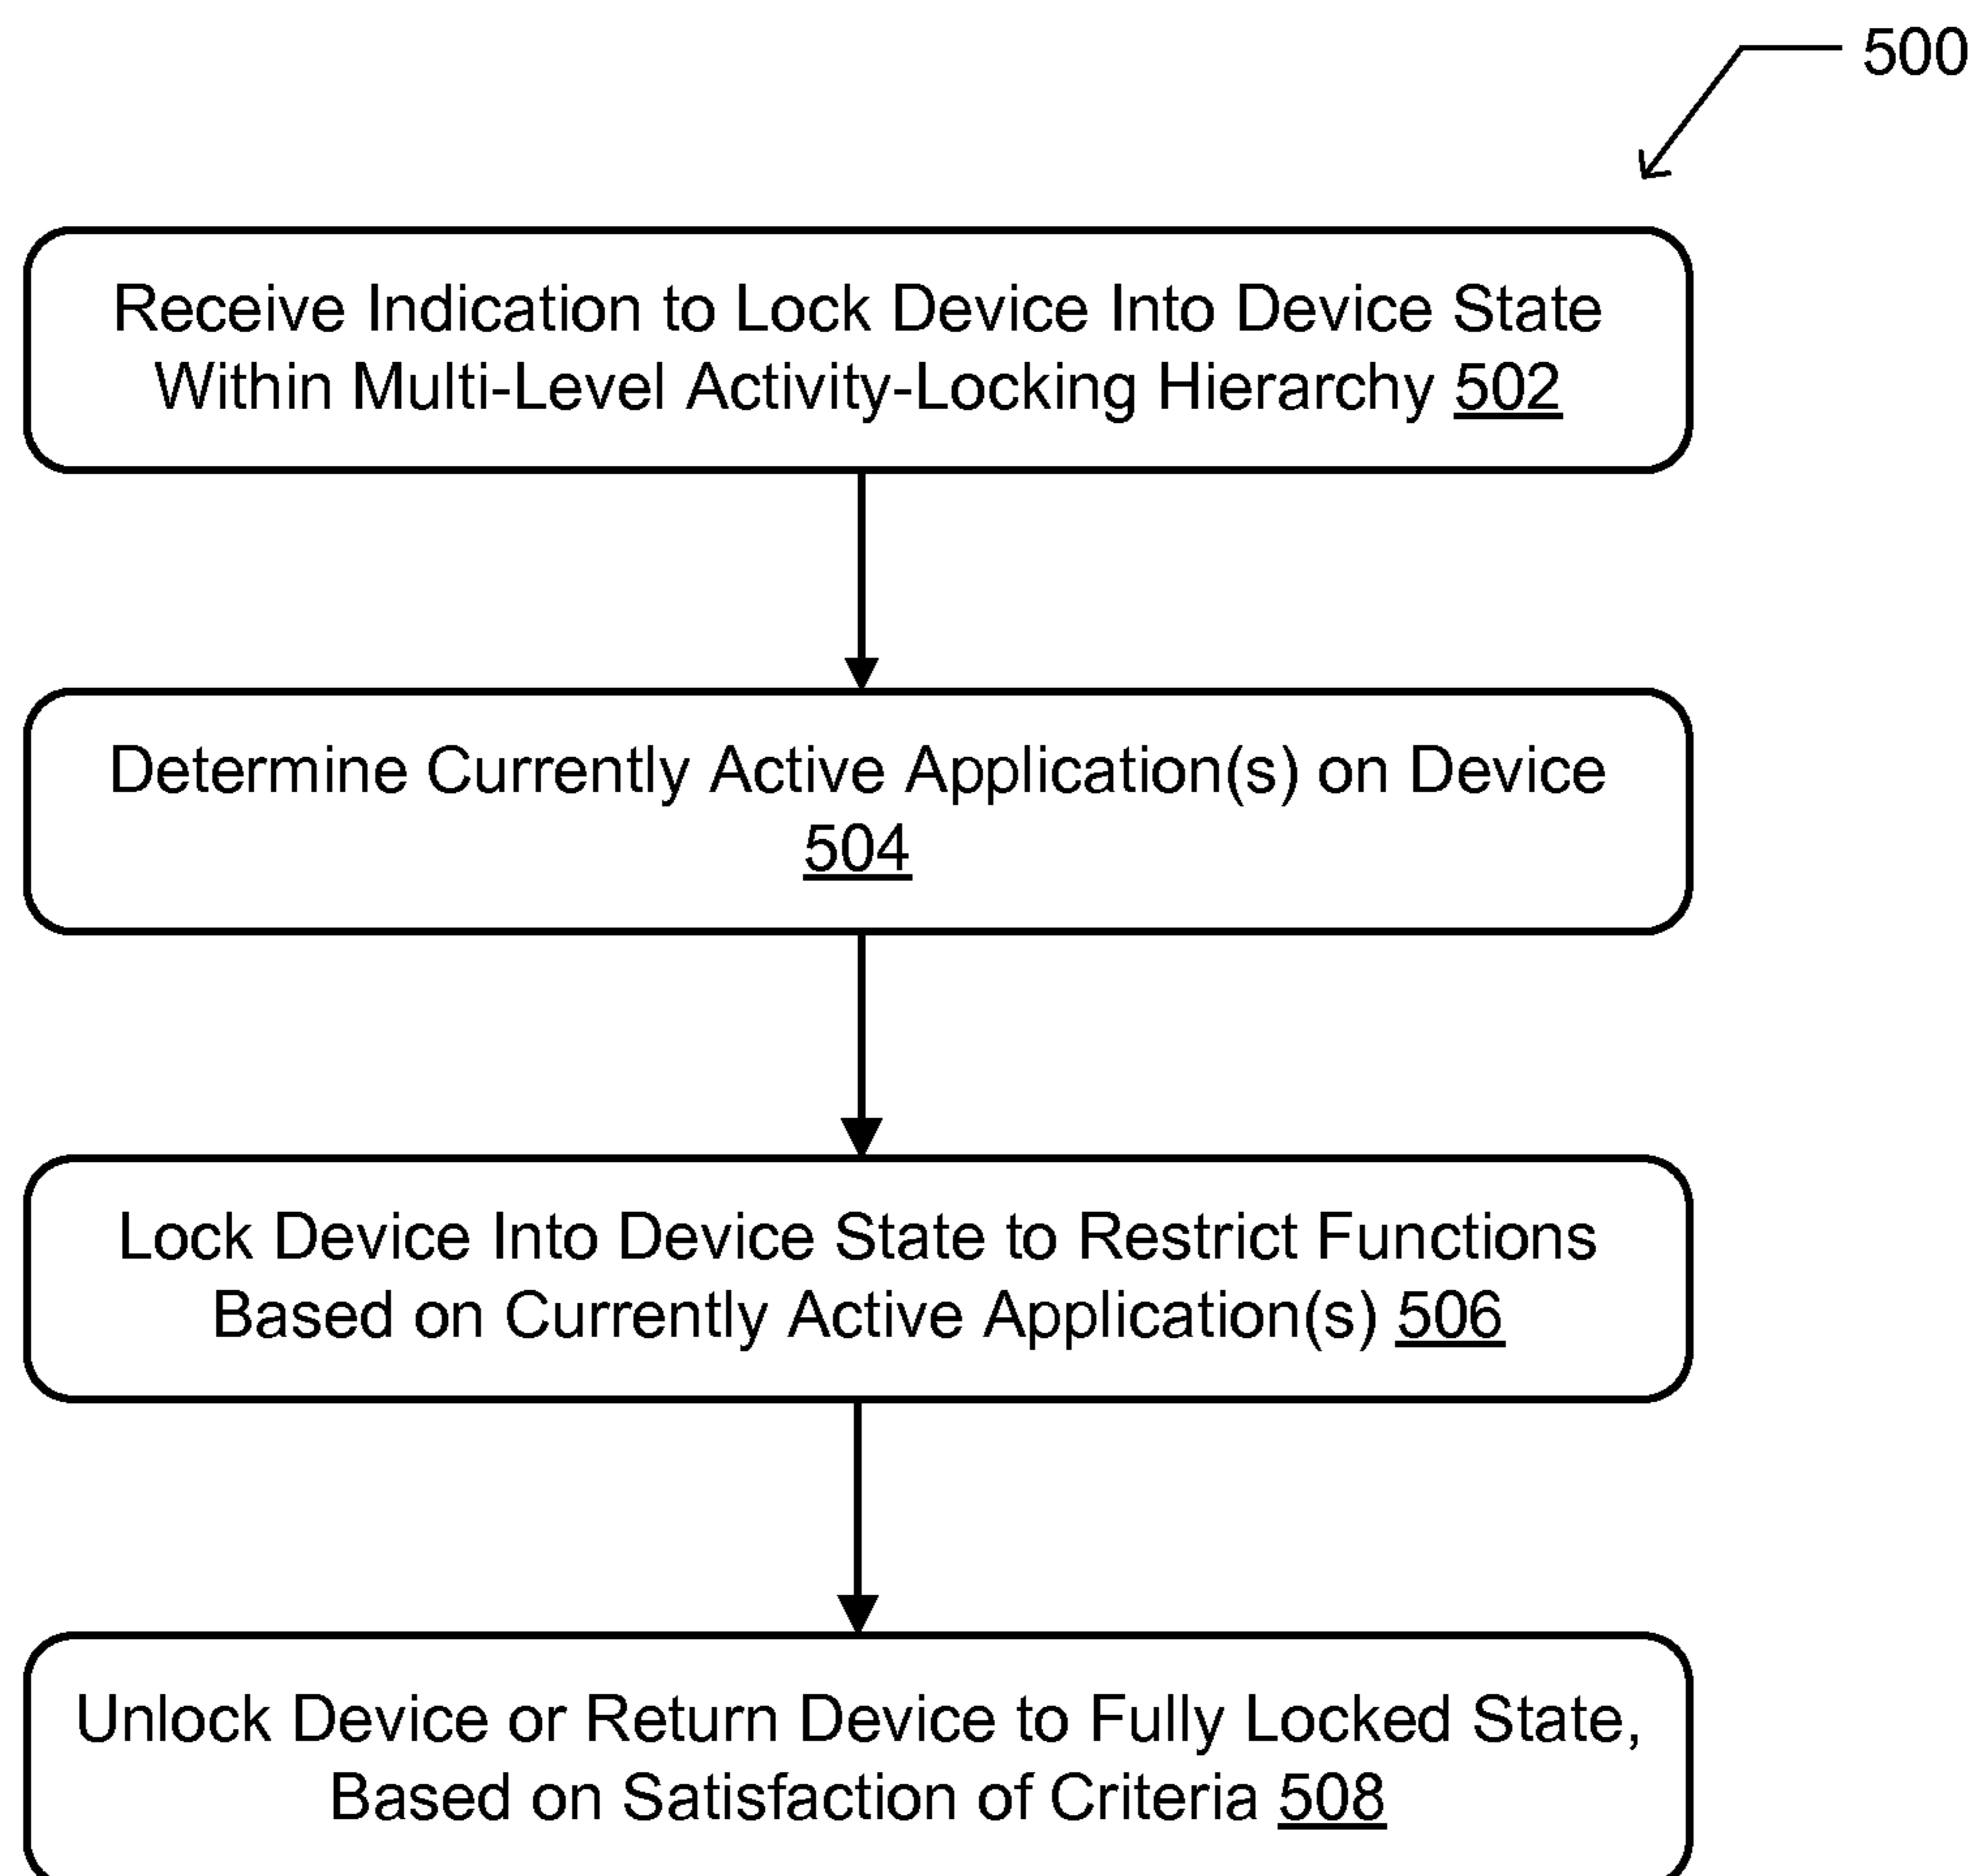 500
Receive Indication to Lock Device Into Device State
Within Multi-Level Activity-Locking Hierarchy 502
Determine Currently Active Application(s) on Device
504
Lock Device Into Device State to Restrict Functions
Based on Currently Active Application(s) 506
Unlock Device or Return Device to Fully Locked State,
Based on Satisfaction of Criteria 508